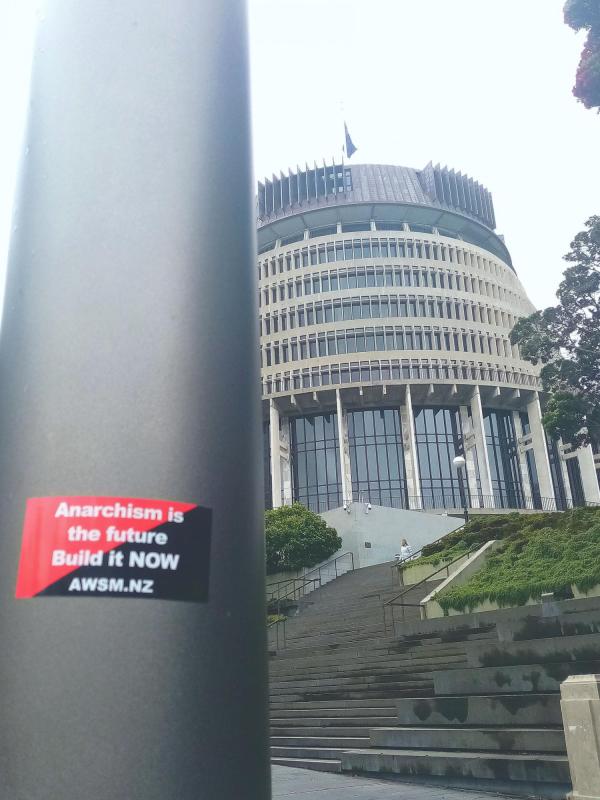 Anarchism is
the future
Build it NOW
AWSM.NZ